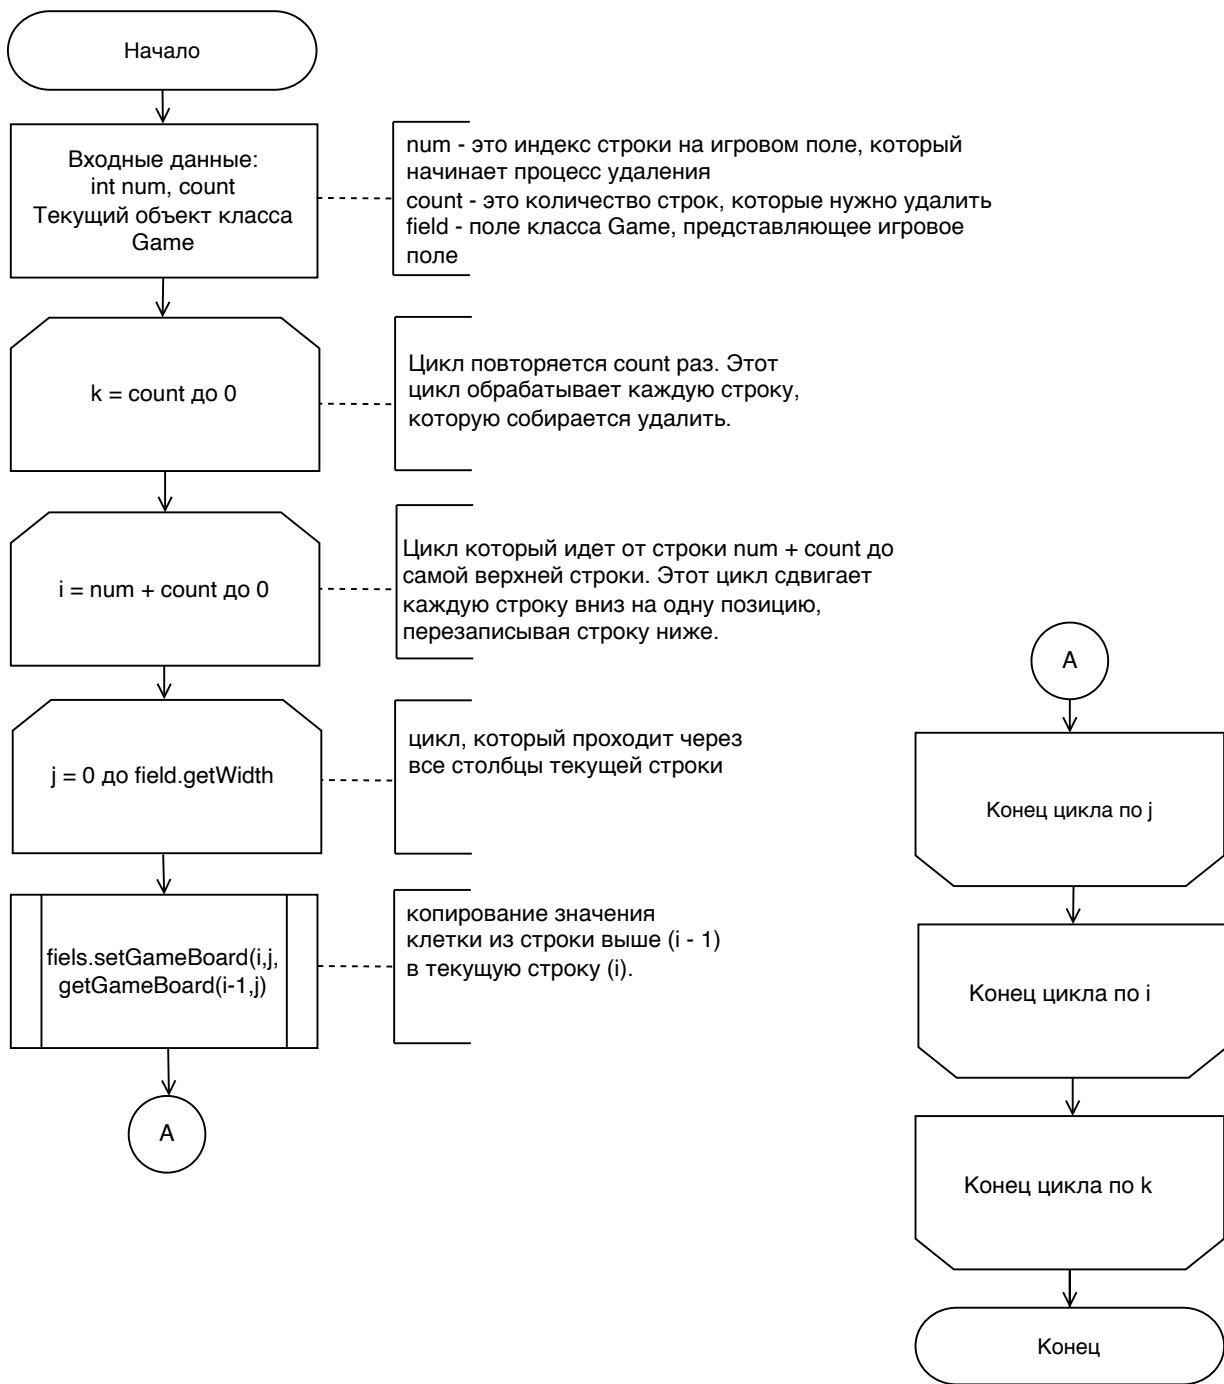 Начало
Входные данные:
int num, count
Текущий объект класса
Game
num - это индекс строки на игровом поле, который
начинает процесс удаления
count - это количество строк, которые нужно удалить
field - поле класса Game, представляющее игровое
поле
k = count до 0
Цикл повторяется count раз. Этот
цикл обрабатывает каждую строку,
которую собирается удалить.
i = num + count до 0
Цикл который идет от строки num + count до
самой верхней строки. Этот цикл сдвигает
каждую строку вниз на одну позицию,
перезаписывая строку ниже.
j = 0 до field.getWidth
цикл, который проходит через
все столбцы текущей строки
fiels.setGameBoard(i,j,
getGameBoard(i-1,j)
копирование значения
клетки из строки выше (i - 1)
в текущую строку (i).
А
А
Конец цикла по j
Конец цикла по i
Конец цикла по k
Конец